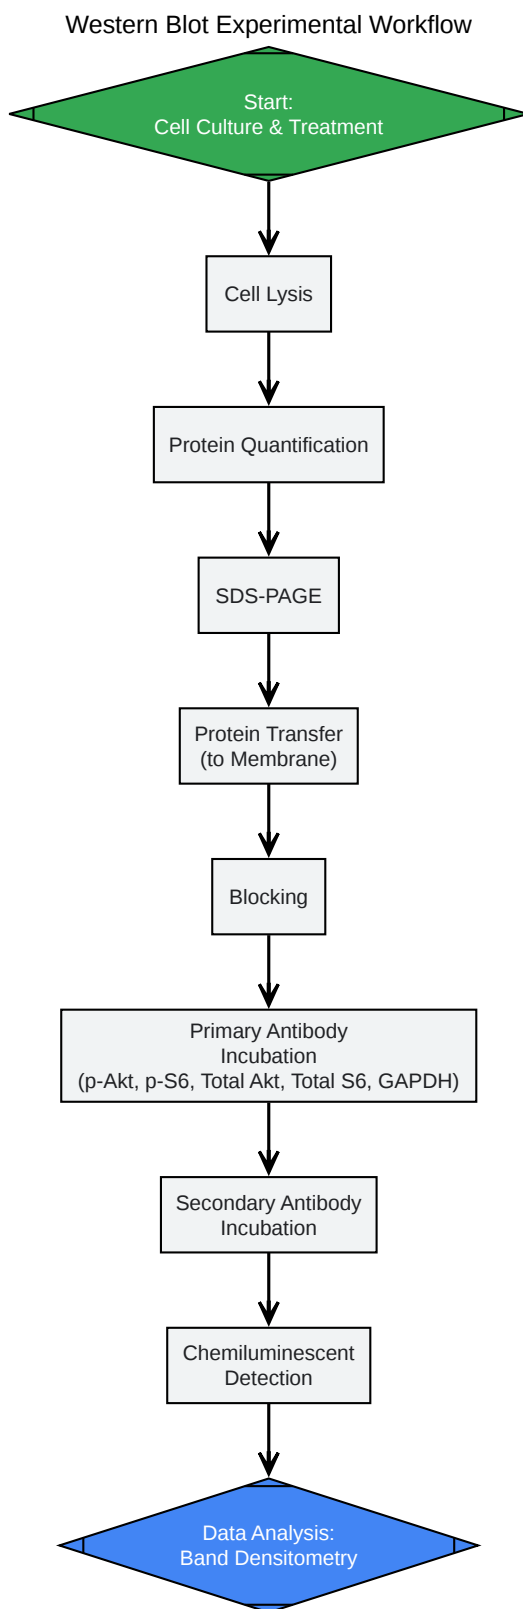 Western Blot Experimental Workflow
Start:
Cell Culture & Treatment
Cell Lysis
Protein Quantification
SDS-PAGE
Protein Transfer
(to Membrane)
Blocking
Primary Antibody
Incubation
(p-Akt, p-S6, Total Akt, Total S6, GAPDH)
Secondary Antibody
Incubation
Chemiluminescent
Detection
Data Analysis:
Band Densitometry